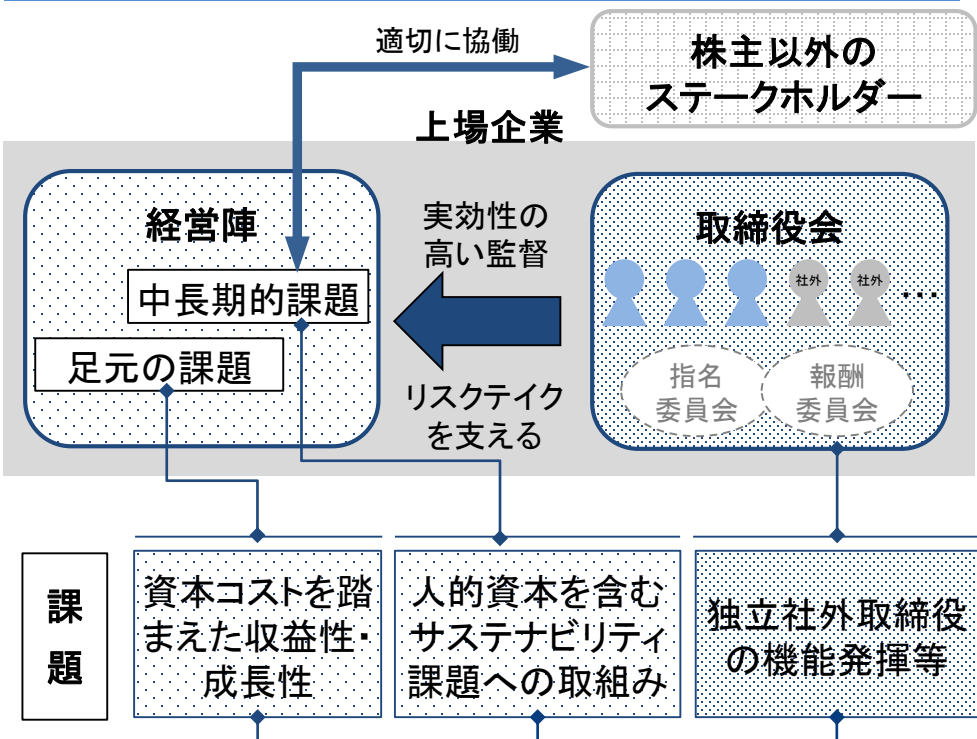 適切に協働
株主以外の
ステークホルダー
上場企業
経営陣
中長期的課題
足元の課題
実効性の
高い監督
リスクテイク
を支える
取締役会
社外
社外
…
指名
委員会
報酬
委員会
課
題
資本コストを踏
まえた収益性・
成長性
人的資本を含む
サステナビリティ
課題への取組み
独立社外取締役
の機能発揮等